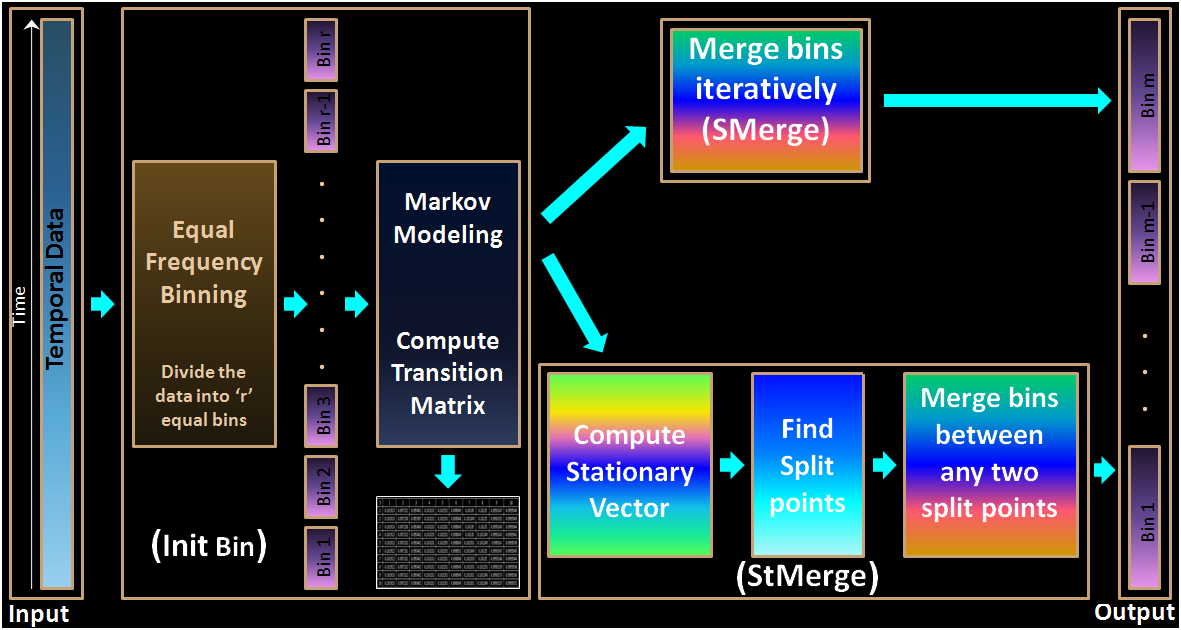 Time
Temporal Data
Input
Equal
Frequency
Binning
Divide the
data into ‘r’
equal bins
(Init Bin)
Bin r
Bin r-1
Bin 3
Bin 2
Bin 1
Markov
Modeling
Compute
Transition
Matrix
Merge bins
iteratively
(SMerge)
Compute
Stationary
Vector
Find
Split
points
Merge bins
between
any two
split points
(StMerge)
Bin m
Bin m-1
Bin 1
Output